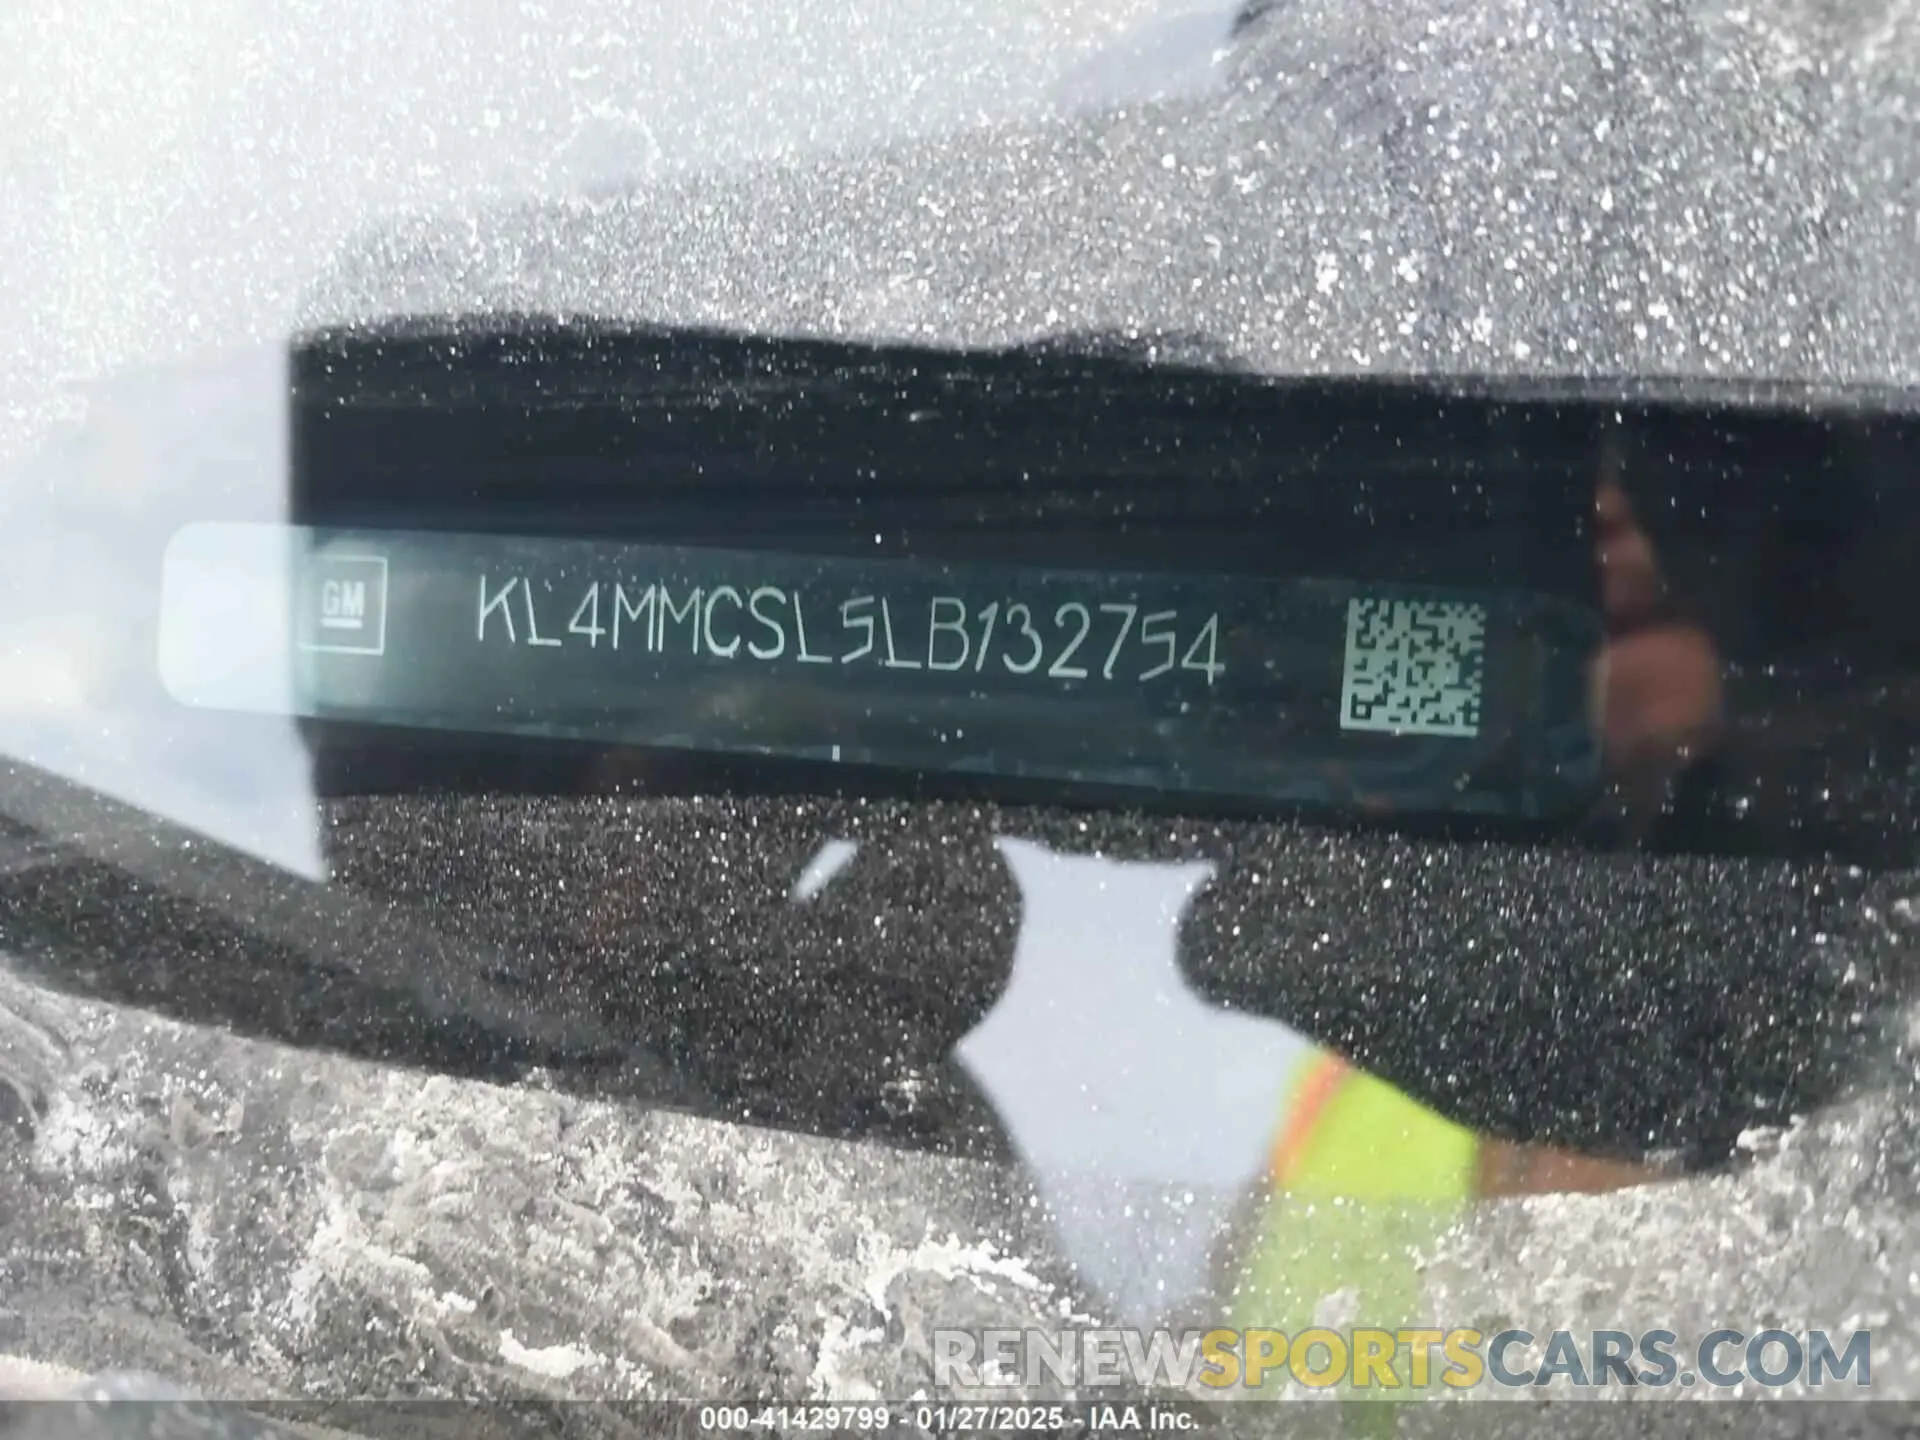 GM KL4MMCSL5LB132754
RENEWSPORTSCARS.COM
000-41429799 - 01/27/2025 - IAA Inc.